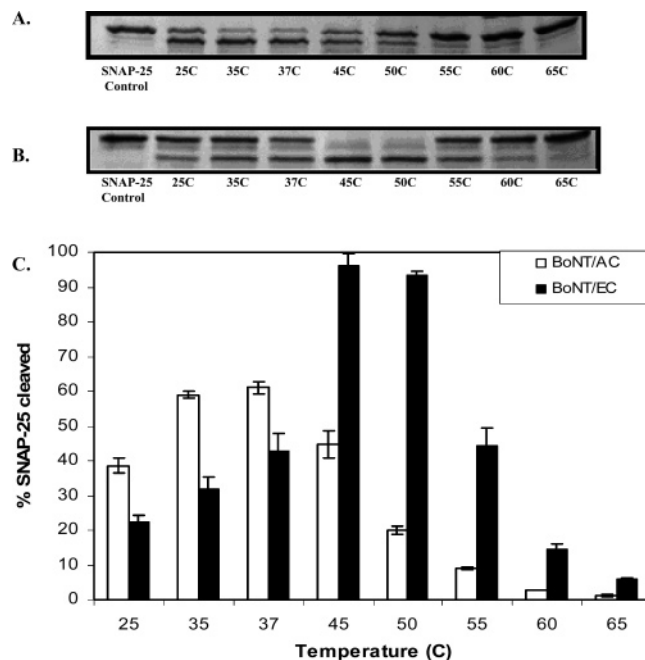 A.
SNAP-25 Control 25C 35C 37C 45C 50C 55C 60C 65C
B.
SNAP-25 Control 25C 35C 37C 45C 50C 55C 60C 65C
C.
BoNT/AC
BoNT/EC
% SNAP-25 cleaved
100
90
80
70
60
50
40
30
20
10
0
25 35 37 45 50 55 60 65
Temperature (C)